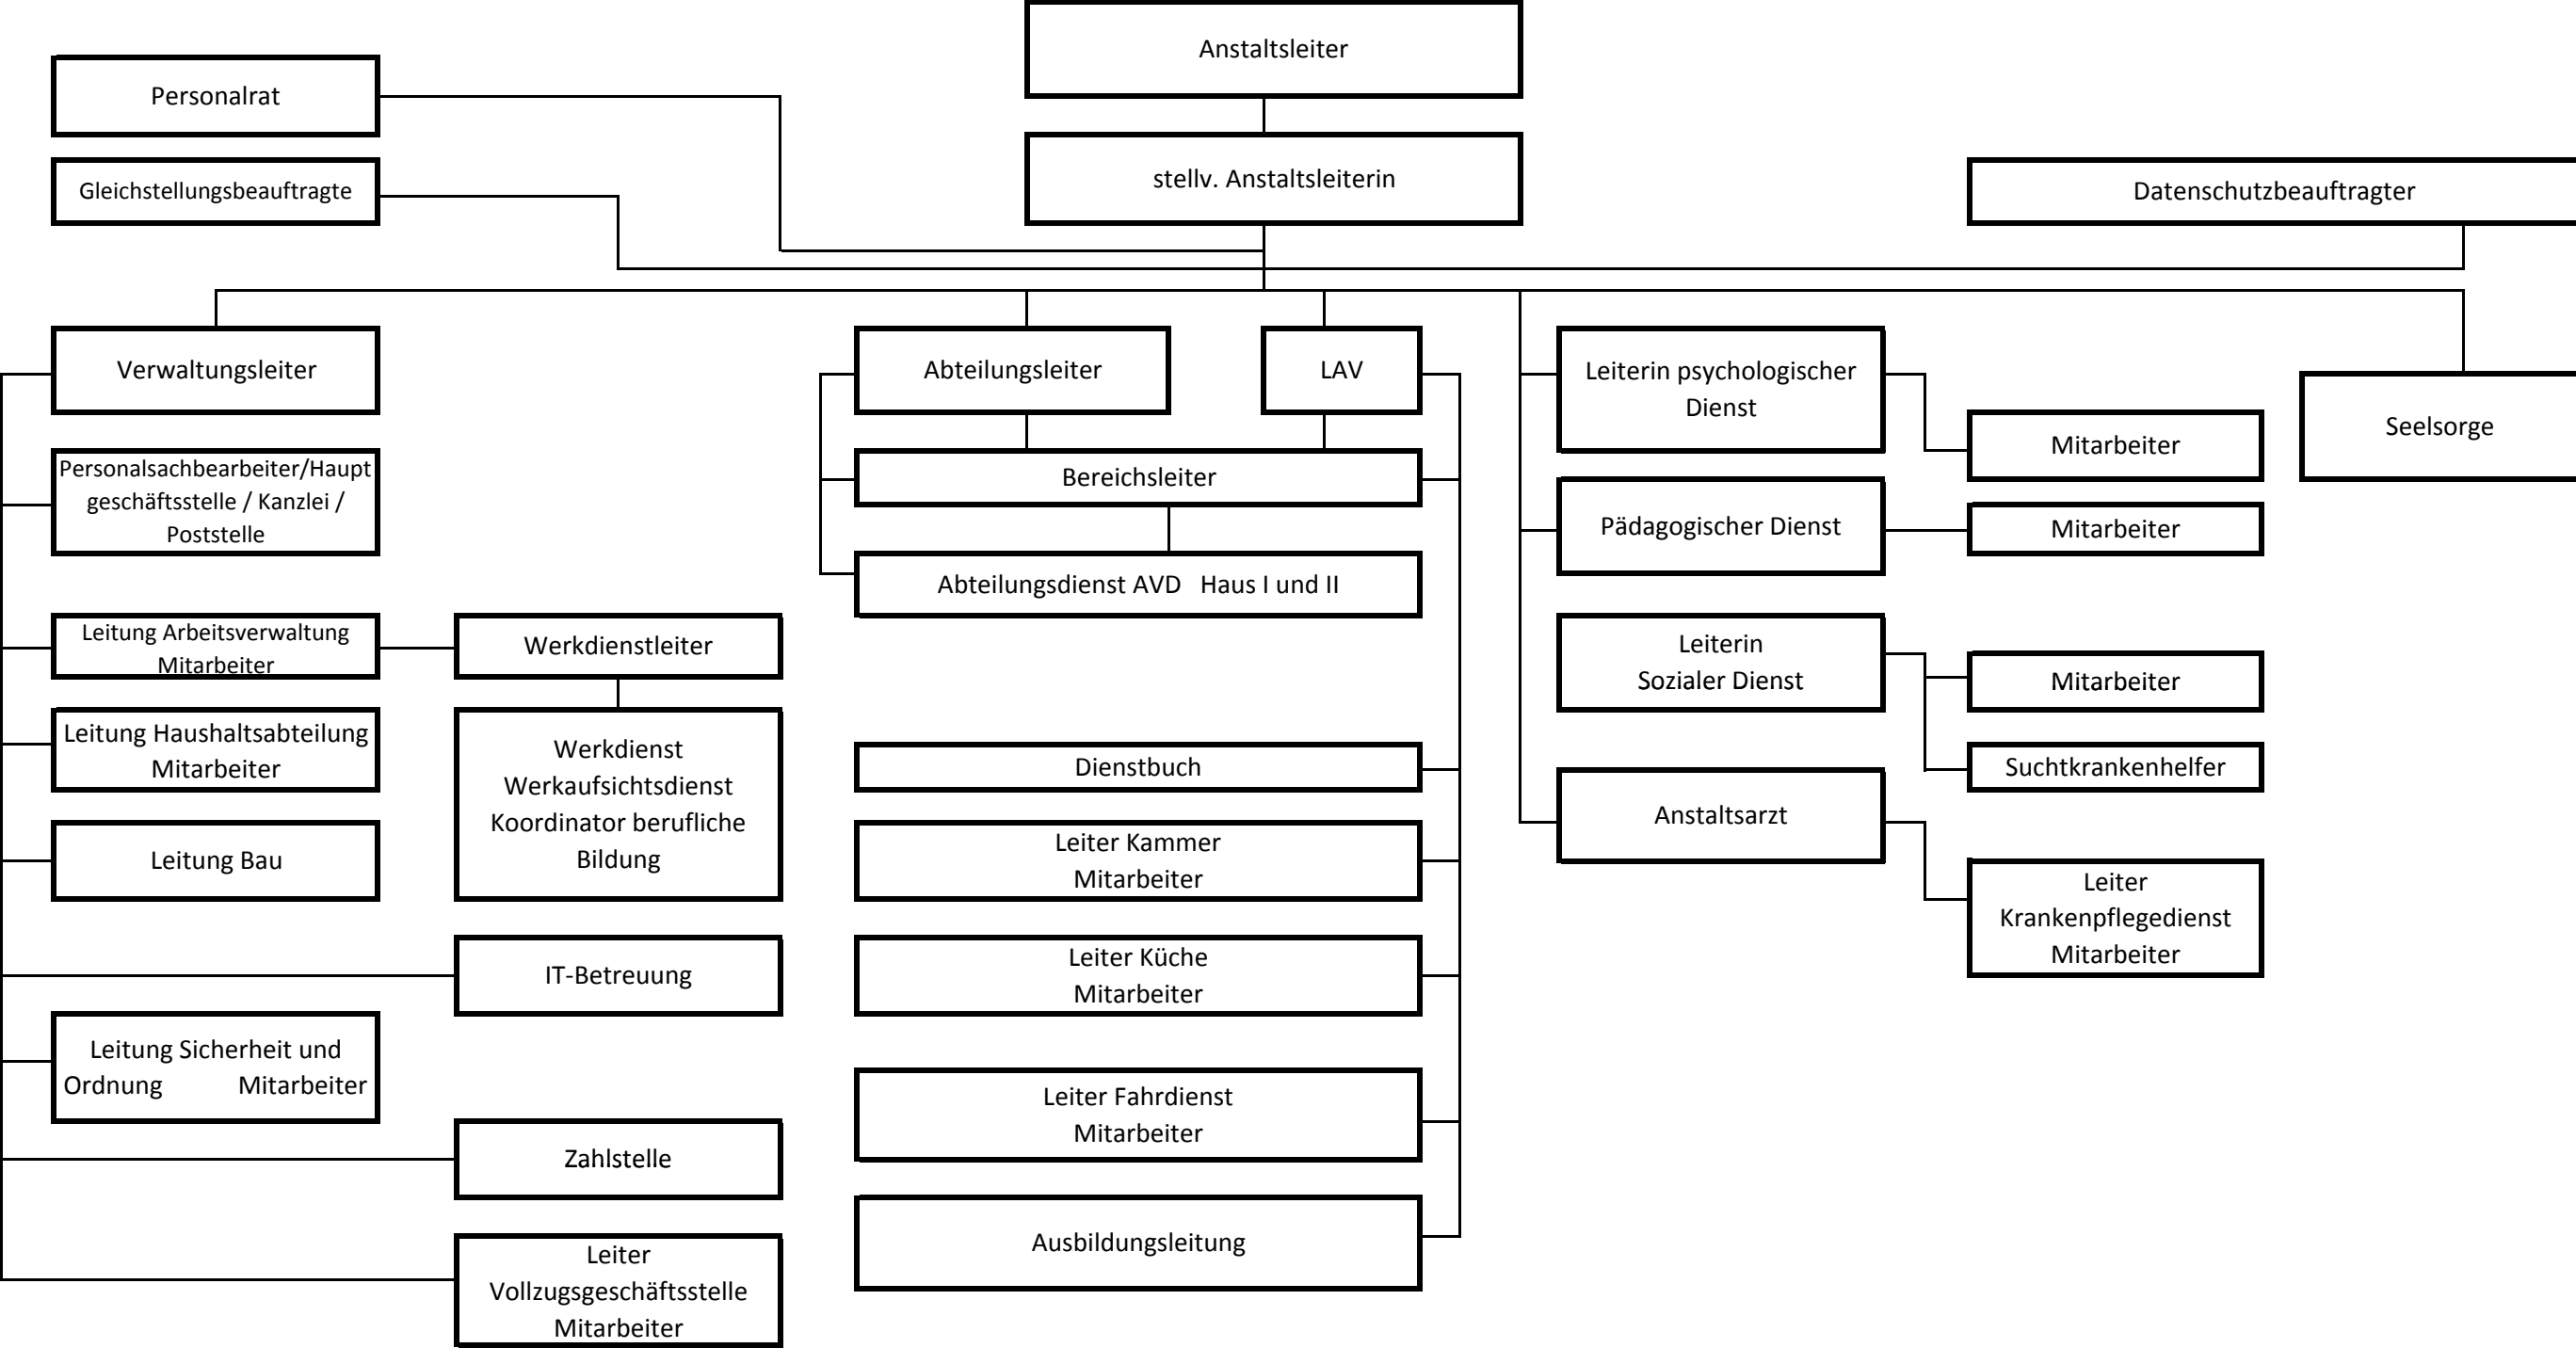 Anstaltsleiter
Personalrat
stellv. Anstaltsleiterin
Gleichstellungsbeauftragte
Datenschutzbeauftragter
Verwaltungsleiter
Abteilungsleiter
LAV
Leiterin psychologischer
Dienst
Seelsorge
Mitarbeiter
Personalsachbearbeiter/Haupt
geschäftsstelle / Kanzlei /
Poststelle
Bereichsleiter
Pädagogischer Dienst
Mitarbeiter
Abteilungsdienst AVD   Haus I und II
Leitung Arbeitsverwaltung
Mitarbeiter
Werkdienstleiter
Leiterin
Sozialer Dienst
Mitarbeiter
Leitung Haushaltsabteilung
Mitarbeiter
Werkdienst
Werkaufsichtsdienst
Koordinator berufliche
Bildung
Dienstbuch
Suchtkrankenhelfer
Anstaltsarzt
Leitung Bau
Leiter Kammer
Mitarbeiter
Leiter
Krankenpflegedienst
Mitarbeiter
IT-Betreuung
Leiter Küche
Mitarbeiter
Leitung Sicherheit und
Ordnung          Mitarbeiter
Leiter Fahrdienst
Mitarbeiter
Zahlstelle
Ausbildungsleitung
Leiter
Vollzugsgeschäftsstelle
Mitarbeiter